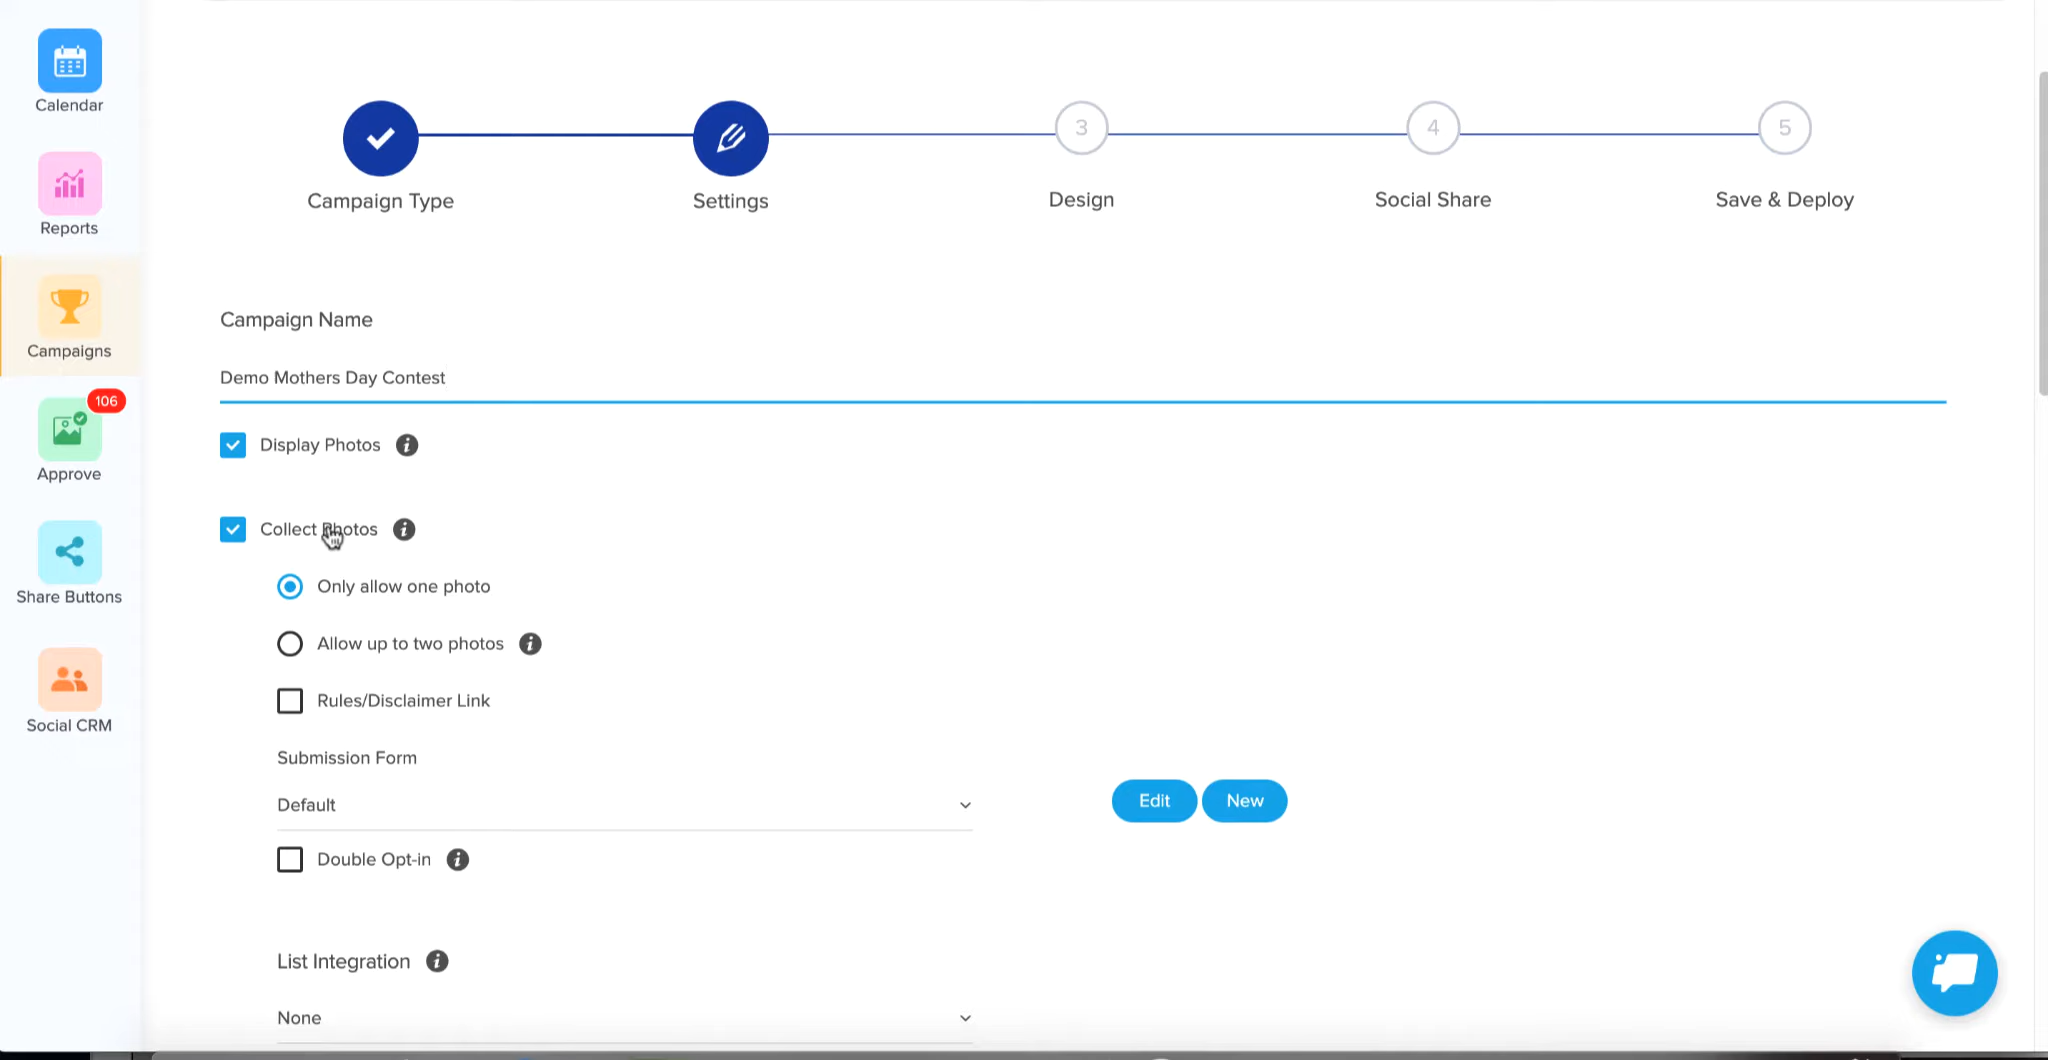 Calendar
Reports
Campaigns
106
Approve
Share Buttons
Social CRM
Campaign Type
Settings
3
Design
4
Social Share
5
Save & Deploy
Campaign Name
Demo Mothers Day Contest
Display Photos
Collect Photos
Only allow one photo
Allow up to two photos
Rules/Disclaimer Link
Submission Form
Default
Edit
New
Double Opt-in
List Integration
None